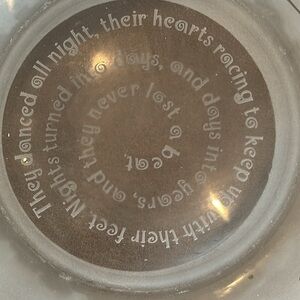 They danced all night, their hearts racing to keep up with their feet. Nights turned into days, and days into years, and they never lost a beat.